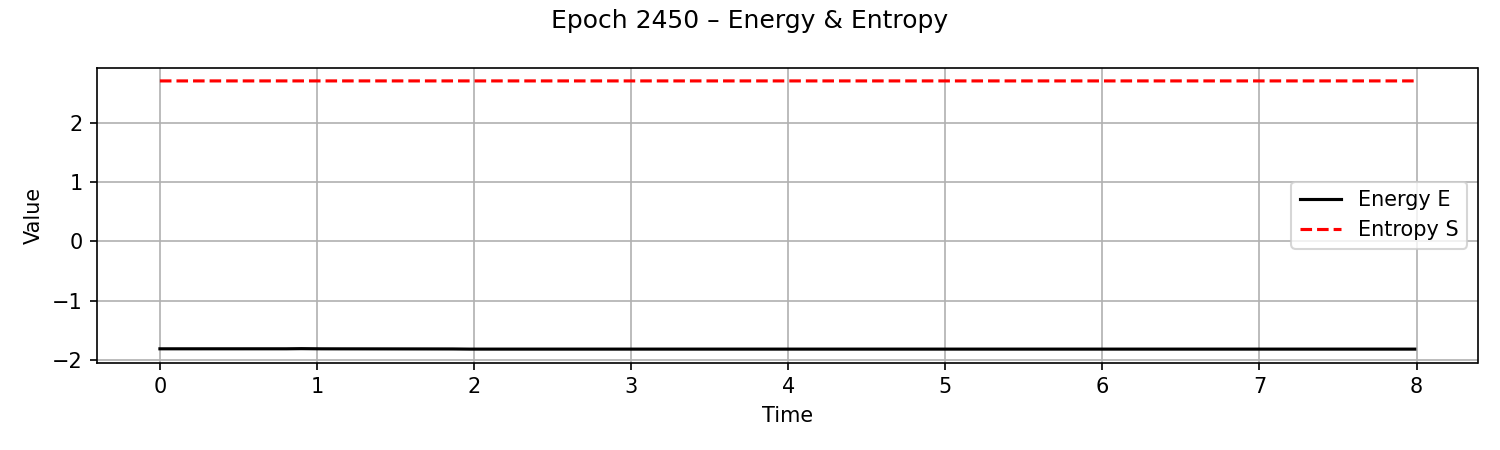 Epoch 2450 – Energy & Entropy
Value
2
1
0
−1
−2
Energy E
Entropy S
0 1 2 3 4 5 6 7 8
Time